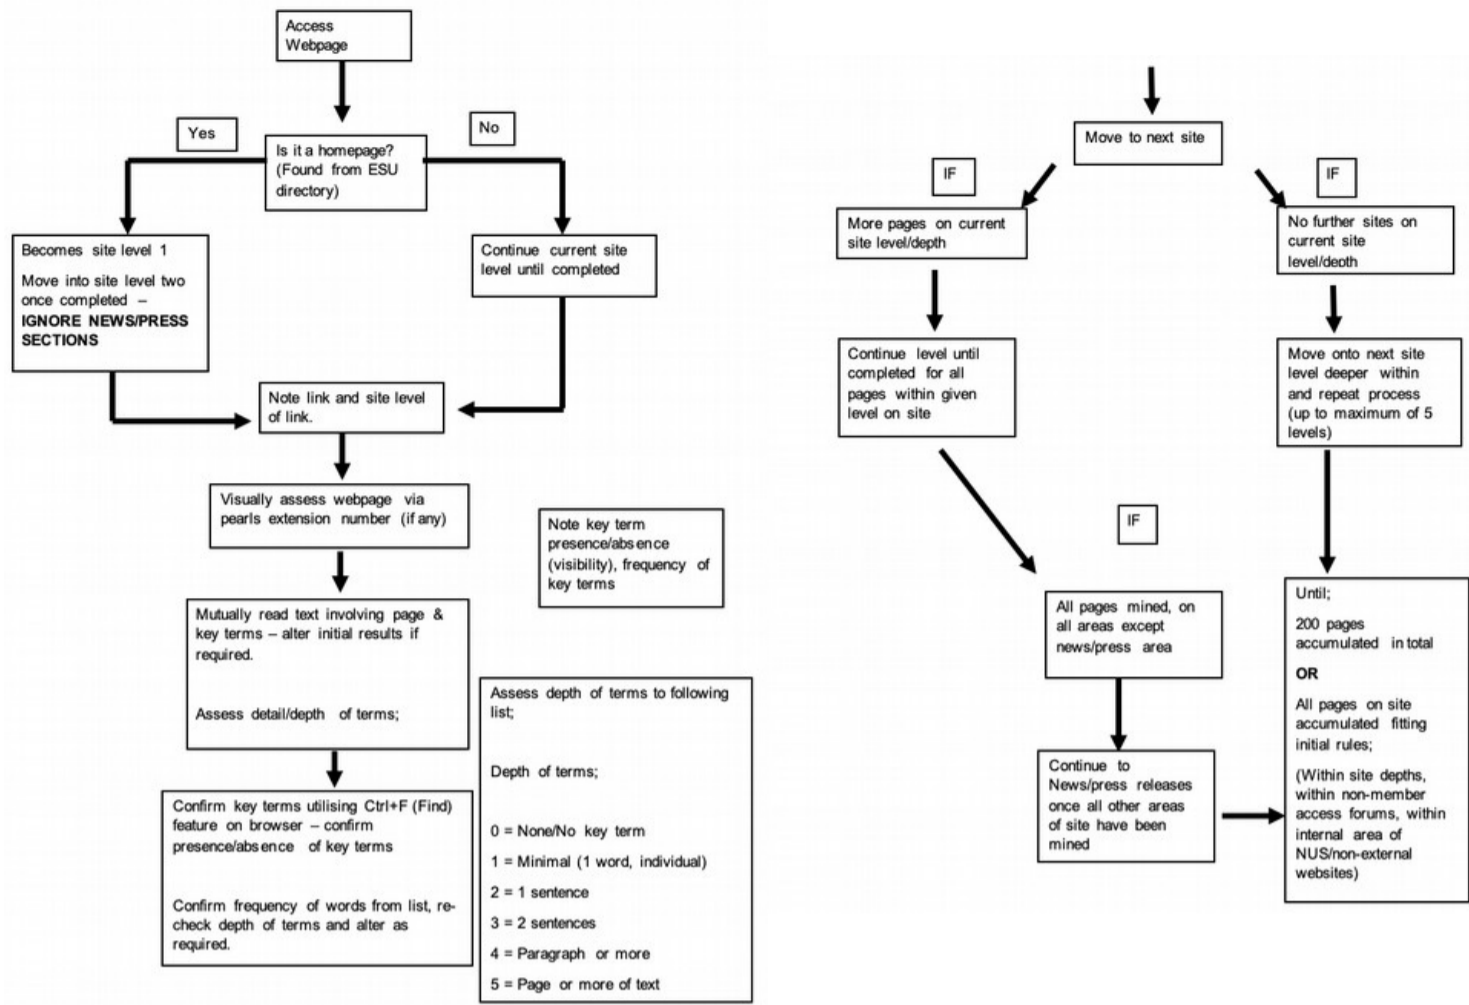 Access
Webpage
Yes
No
Is it a homepage?
(Found from ESU
directory)
Becomes site level 1
Move into site level two
once completed –
IGNORE NEWS/PRESS
SECTIONS
Continue current site
level until completed
Note link and site level
of link.
Visually assess webpage via
pearls extension number (if any)
Note key term
presence/absence
(visibility), frequency of
key terms
Mutually read text involving page &
key terms – alter initial results if
required.
Assess detail/depth of terms;
Assess depth of terms to following
list;
Depth of terms;
0 = None/No key term
1 = Minimal (1 word, individual)
2 = 1 sentence
3 = 2 sentences
4 = Paragraph or more
5 = Page or more of text
Confirm key terms utilising Ctrl+F (Find)
feature on browser – confirm
presence/absence of key terms
Confirm frequency of words from list, re-
check depth of terms and alter as
required.
Move to next site
IF
IF
More pages on current
site level/depth
No further sites on
current site
level/depth
Continue level until
completed for all
pages within given
level on site
Move onto next site
level deeper within
and repeat process
(up to maximum of 5
levels)
IF
All pages mined, on
all areas except
news/press area
Continue to
News/press releases
once all other areas
of site have been
mined
Until;
200 pages
accumulated in total
OR
All pages on site
accumulated fitting
initial rules;
(Within site depths,
within non-member
access forums, within
internal area of
NUS/non-external
websites)